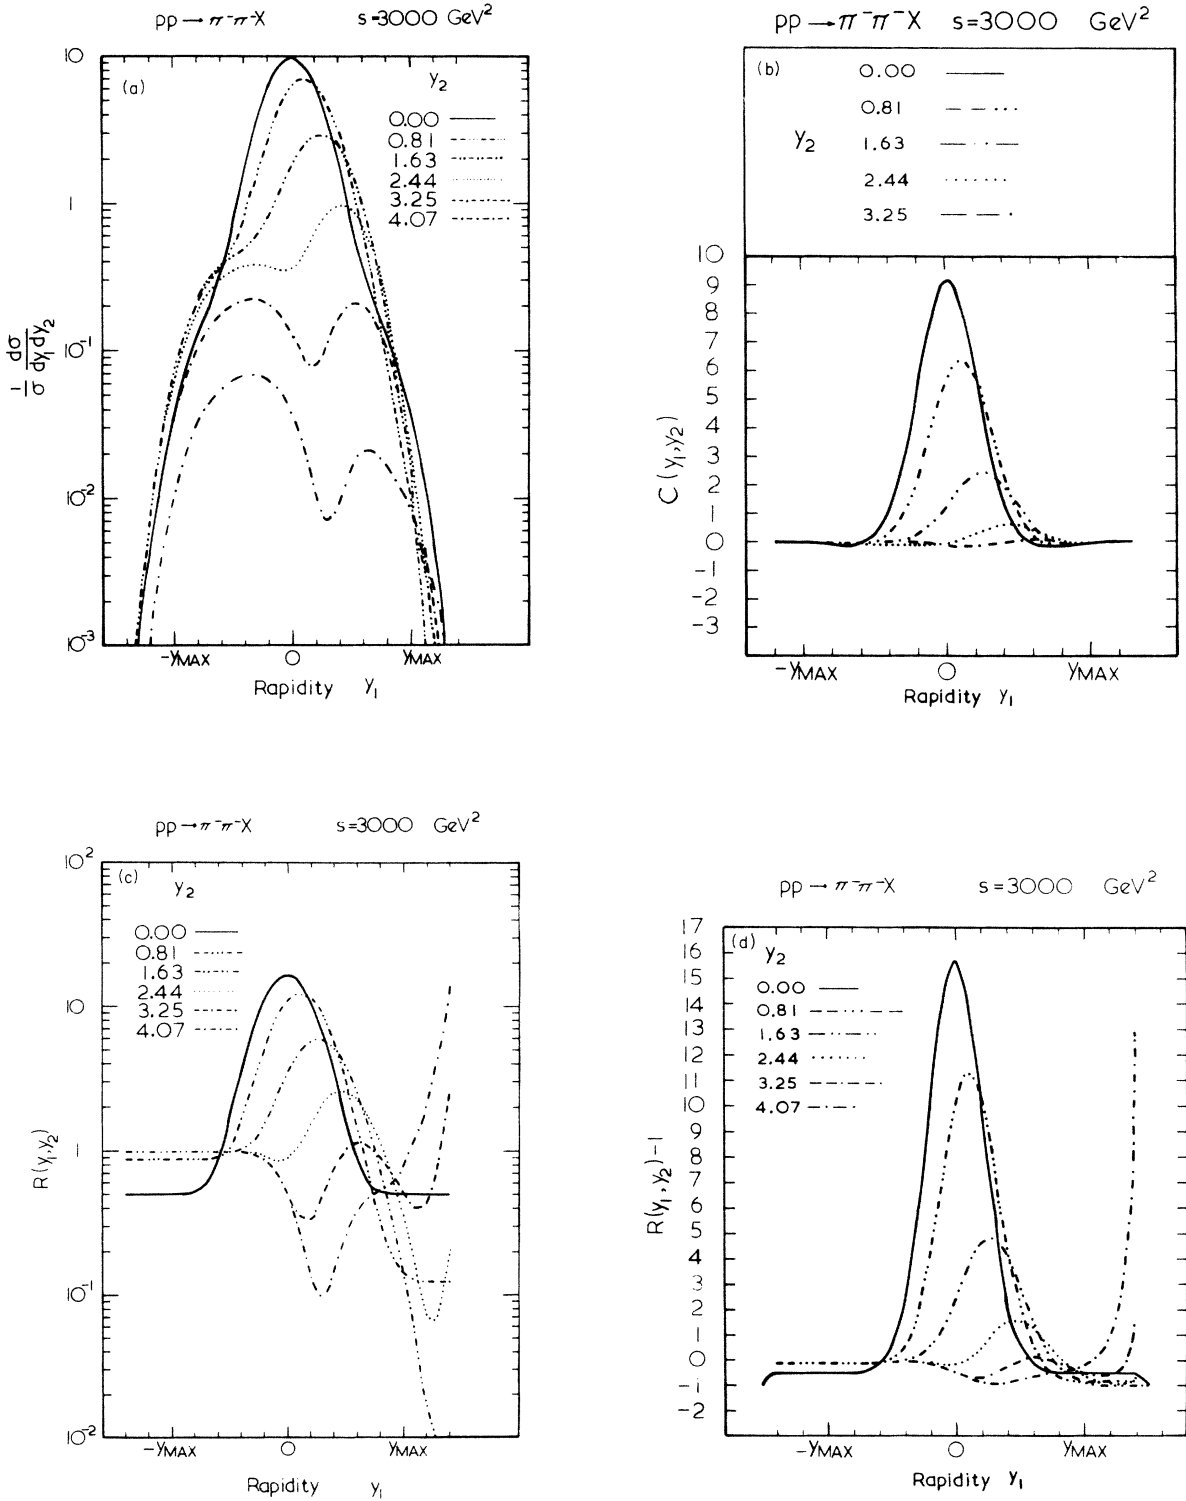 pp → π⁻π⁻X s=3000 GeV²
(a)
y₂
0.00
0.81
1.63
2.44
3.25
4.07
10
1
10⁻¹
10⁻²
10⁻³
1/σ dσ/dy₁dy₂
-YMAX 0 YMAX
Rapidity y₁
pp → π⁻π⁻X s=3000 GeV²
(b)
y₂
0.00
0.81
1.63
2.44
3.25
10
9
8
7
6
5
4
3
2
1
0
-1
-2
-3
C(y₁,y₂)
-YMAX 0 YMAX
Rapidity y₁
pp → π⁻π⁻X s=3000 GeV²
(c)
y₂
0.00
0.81
1.63
2.44
3.25
4.07
10²
10
1
10⁻¹
10⁻²
R(y₁,y₂)
-YMAX 0 YMAX
Rapidity y₁
pp → π⁻π⁻X s=3000 GeV²
(d)
y₂
0.00
0.81
1.63
2.44
3.25
4.07
17
16
15
14
13
12
11
10
9
8
7
6
5
4
3
2
1
0
-1
-2
R(y₁,y₂)-1
-YMAX 0 YMAX
Rapidity y₁